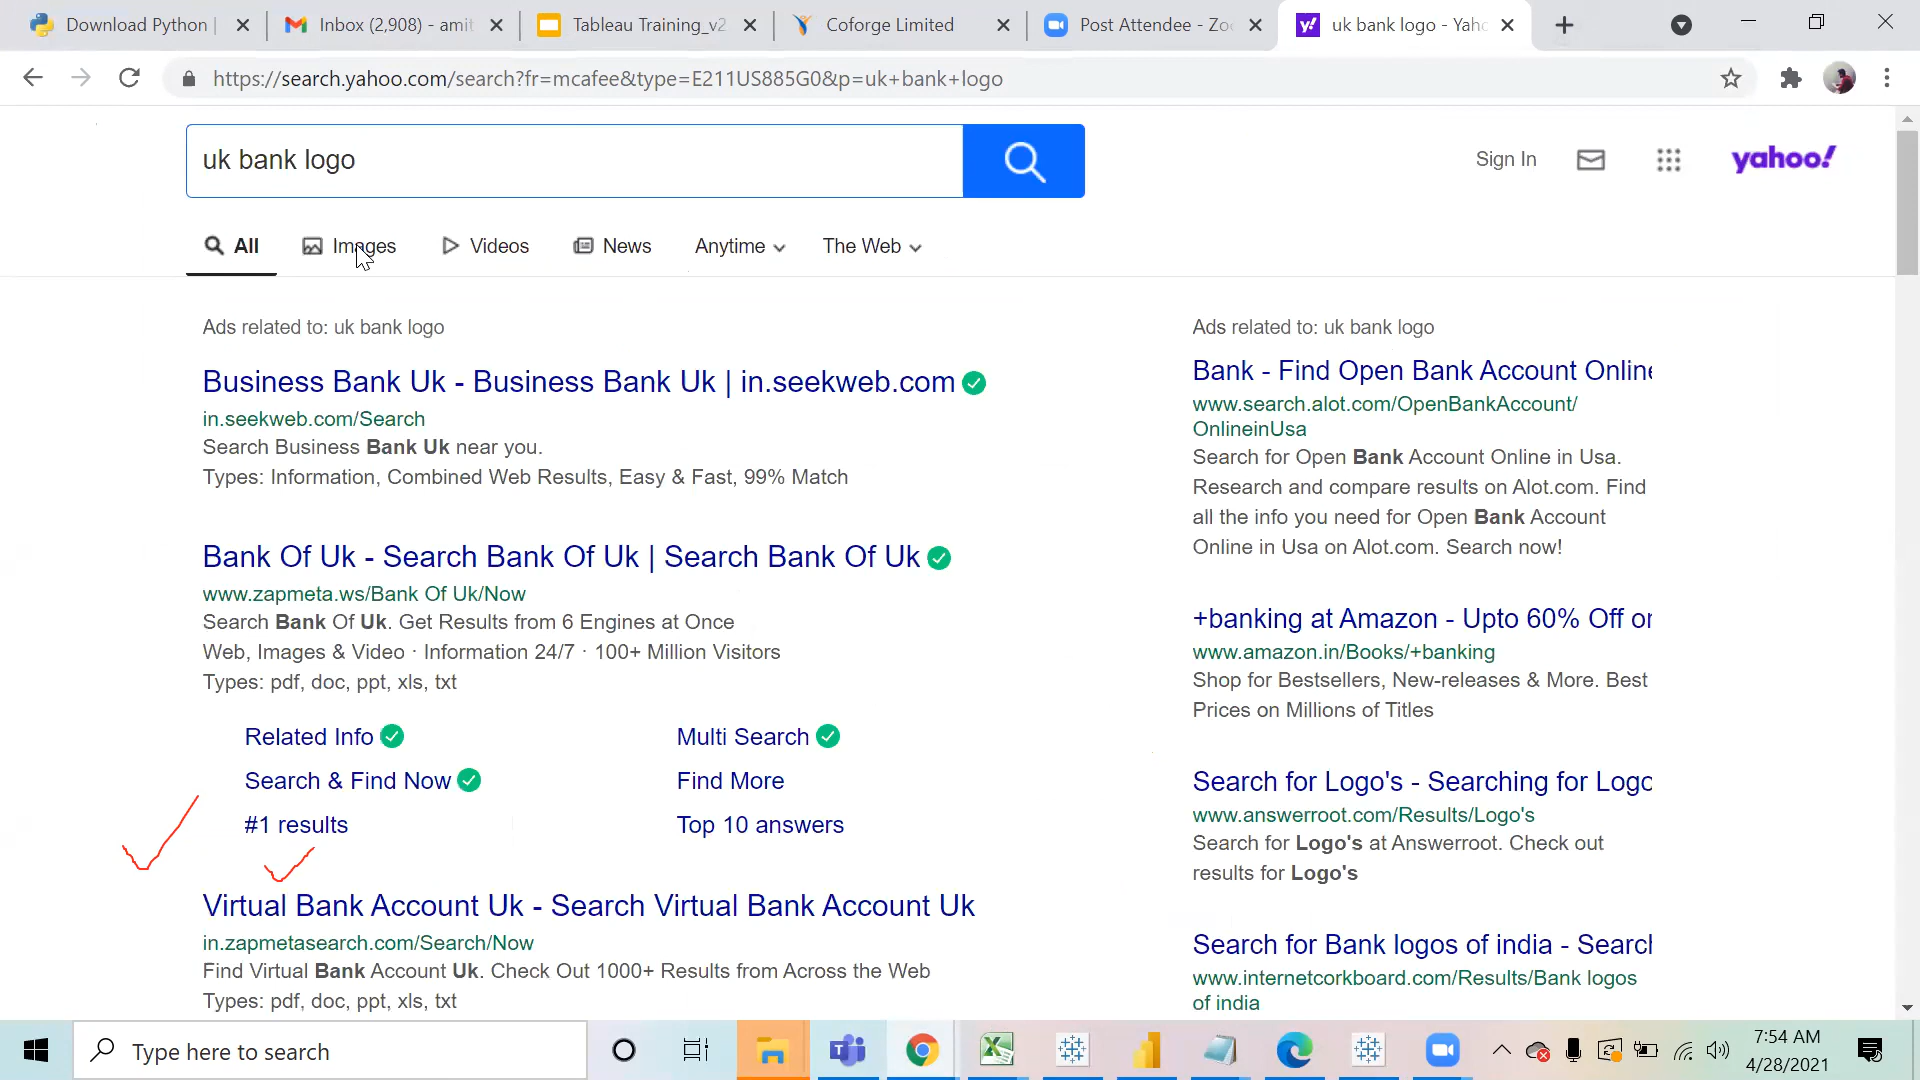 Download Python |
Inbox (2,908) - amit
Tableau Training_v2
Coforge Limited
Post Attendee - Zoo
uk bank logo - Yaho
https://search.yahoo.com/search?fr=mcafee&type=E211US885G0&p=uk+bank+logo
uk bank logo
Sign In
yahoo!
All
Images
Videos
News
Anytime
The Web
Ads related to: uk bank logo
Business Bank Uk - Business Bank Uk | in.seekweb.com
in.seekweb.com/Search
Search Business Bank Uk near you.
Types: Information, Combined Web Results, Easy & Fast, 99% Match
Bank Of Uk - Search Bank Of Uk | Search Bank Of Uk
www.zapmeta.ws/Bank Of Uk/Now
Search Bank Of Uk. Get Results from 6 Engines at Once
Web, Images & Video · Information 24/7 · 100+ Million Visitors
Types: pdf, doc, ppt, xls, txt
Related Info
Multi Search
Search & Find Now
Find More
#1 results
Top 10 answers
Virtual Bank Account Uk - Search Virtual Bank Account Uk
in.zapmetasearch.com/Search/Now
Find Virtual Bank Account Uk. Check Out 1000+ Results from Across the Web
Types: pdf, doc, ppt, xls, txt
Ads related to: uk bank logo
Bank - Find Open Bank Account Online
www.search.alot.com/OpenBankAccount/
OnlineinUsa
Search for Open Bank Account Online in Usa.
Research and compare results on Alot.com. Find
all the info you need for Open Bank Account
Online in Usa on Alot.com. Search now!
+banking at Amazon - Upto 60% Off on
www.amazon.in/Books/+banking
Shop for Bestsellers, New-releases & More. Best
Prices on Millions of Titles
Search for Logo's - Searching for Logo
www.answerroot.com/Results/Logo's
Search for Logo's at Answerroot. Check out
results for Logo's
Search for Bank logos of india - Search
www.internetcorkboard.com/Results/Bank logos
of india
Type here to search
7:54 AM
4/28/2021